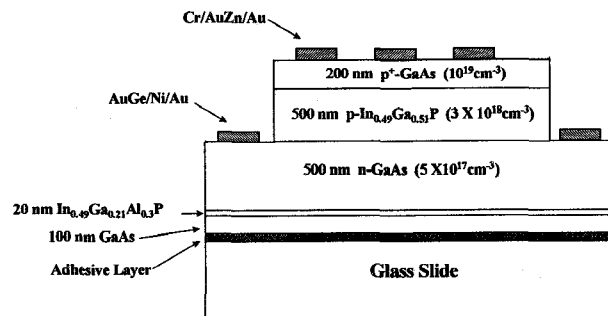 Cr/AuZn/Au
200 nm p⁺-GaAs (10¹⁹cm⁻³)
AuGe/Ni/Au
500 nm p-In₀.₄₉Ga₀.₅₁P (3 X 10¹⁸cm⁻³)
500 nm n-GaAs (5 X10¹⁷cm⁻³)
20 nm In₀.₄₉Ga₀.₂₁Al₀.₃P
100 nm GaAs
Adhesive Layer
Glass Slide